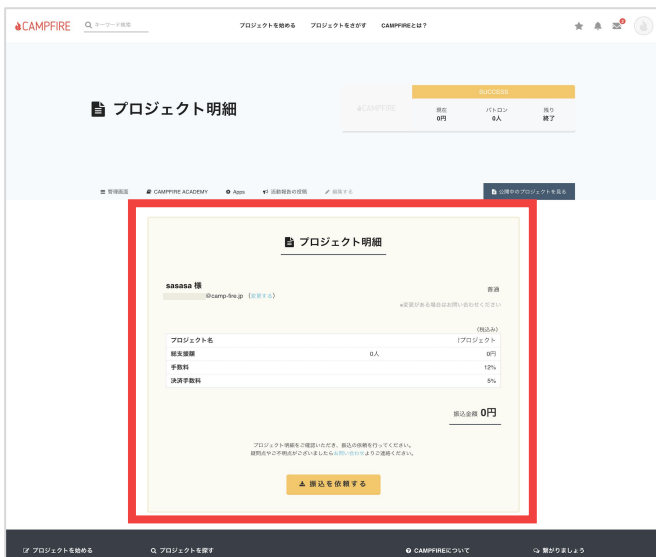 CAMPFIRE キーワード検索 プロジェクトを始める プロジェクトをさがす CAMPFIREとは？
プロジェクト明細
CAMPFIRE
SUCCESS
現在 パトロン 残り
0円 0人 終了
管理画面 CAMPFIRE ACADEMY Apps 活動報告の投稿 編集する 公開中のプロジェクトを見る
プロジェクト明細
sasasa 様
@camp-fire.jp （変更する）
普通
※変更がある場合はお問い合わせください
(税込み)
プロジェクト名 !プロジェクト
総支援額 0人 0円
手数料 12%
決済手数料 5%
振込金額 0円
プロジェクト明細をご確認いただき、振込の依頼を行ってください。
疑問点やご不明点がございましたらお問い合わせよりご連絡ください。
振込を依頼する
プロジェクトを始める プロジェクトを探す CAMPFIREについて 繋がりましょう